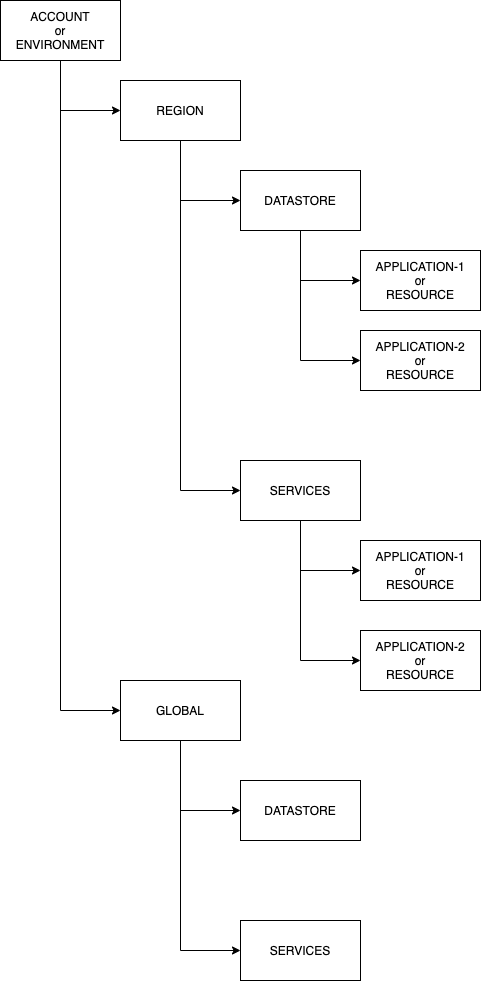 ACCOUNT
or
ENVIRONMENT
REGION
DATASTORE
APPLICATION-1
or
RESOURCE
APPLICATION-2
or
RESOURCE
SERVICES
APPLICATION-1
or
RESOURCE
APPLICATION-2
or
RESOURCE
GLOBAL
DATASTORE
SERVICES